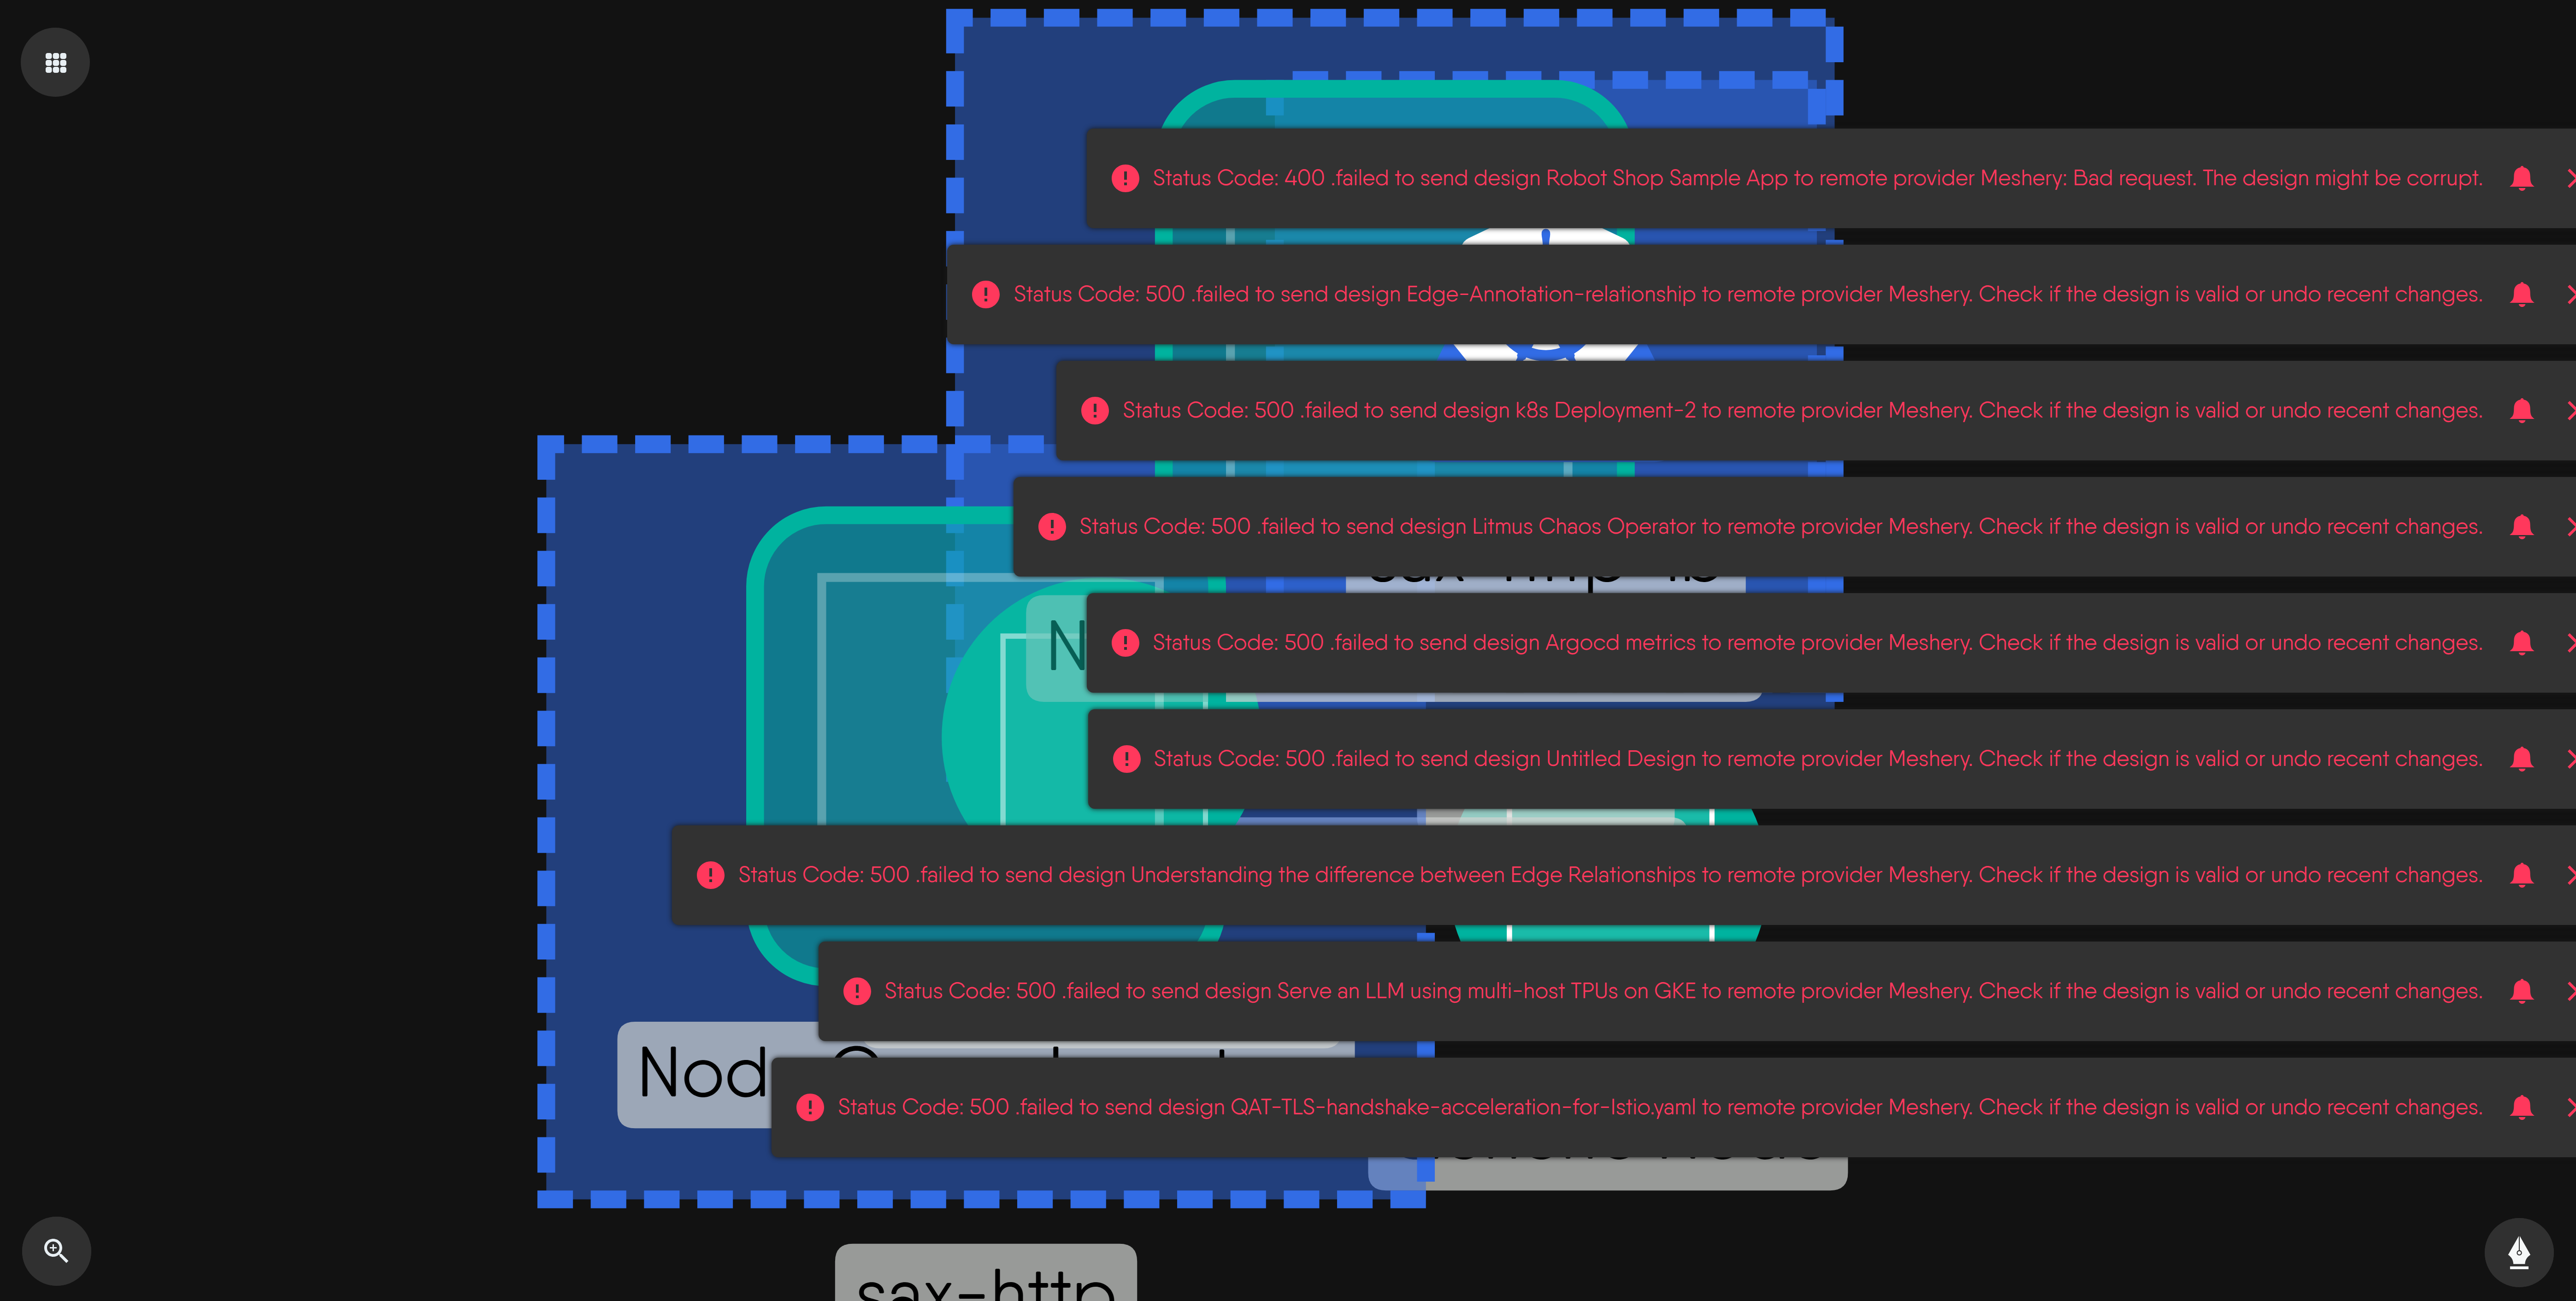 Status Code: 400 .failed to send design Robot Shop Sample App to remote provider Meshery: Bad request. The design might be corrupt.
Status Code: 500 .failed to send design Edge-Annotation-relationship to remote provider Meshery. Check if the design is valid or undo recent changes.
Status Code: 500 .failed to send design k8s Deployment-2 to remote provider Meshery. Check if the design is valid or undo recent changes.
Status Code: 500 .failed to send design Litmus Chaos Operator to remote provider Meshery. Check if the design is valid or undo recent changes.
Status Code: 500 .failed to send design Argocd metrics to remote provider Meshery. Check if the design is valid or undo recent changes.
Status Code: 500 .failed to send design Untitled Design to remote provider Meshery. Check if the design is valid or undo recent changes.
Status Code: 500 .failed to send design Understanding the difference between Edge Relationships to remote provider Meshery. Check if the design is valid or undo recent changes.
Status Code: 500 .failed to send design Serve an LLM using multi-host TPUs on GKE to remote provider Meshery. Check if the design is valid or undo recent changes.
Status Code: 500 .failed to send design QAT-TLS-handshake-acceleration-for-Istio.yaml to remote provider Meshery. Check if the design is valid or undo recent changes.
sax-http